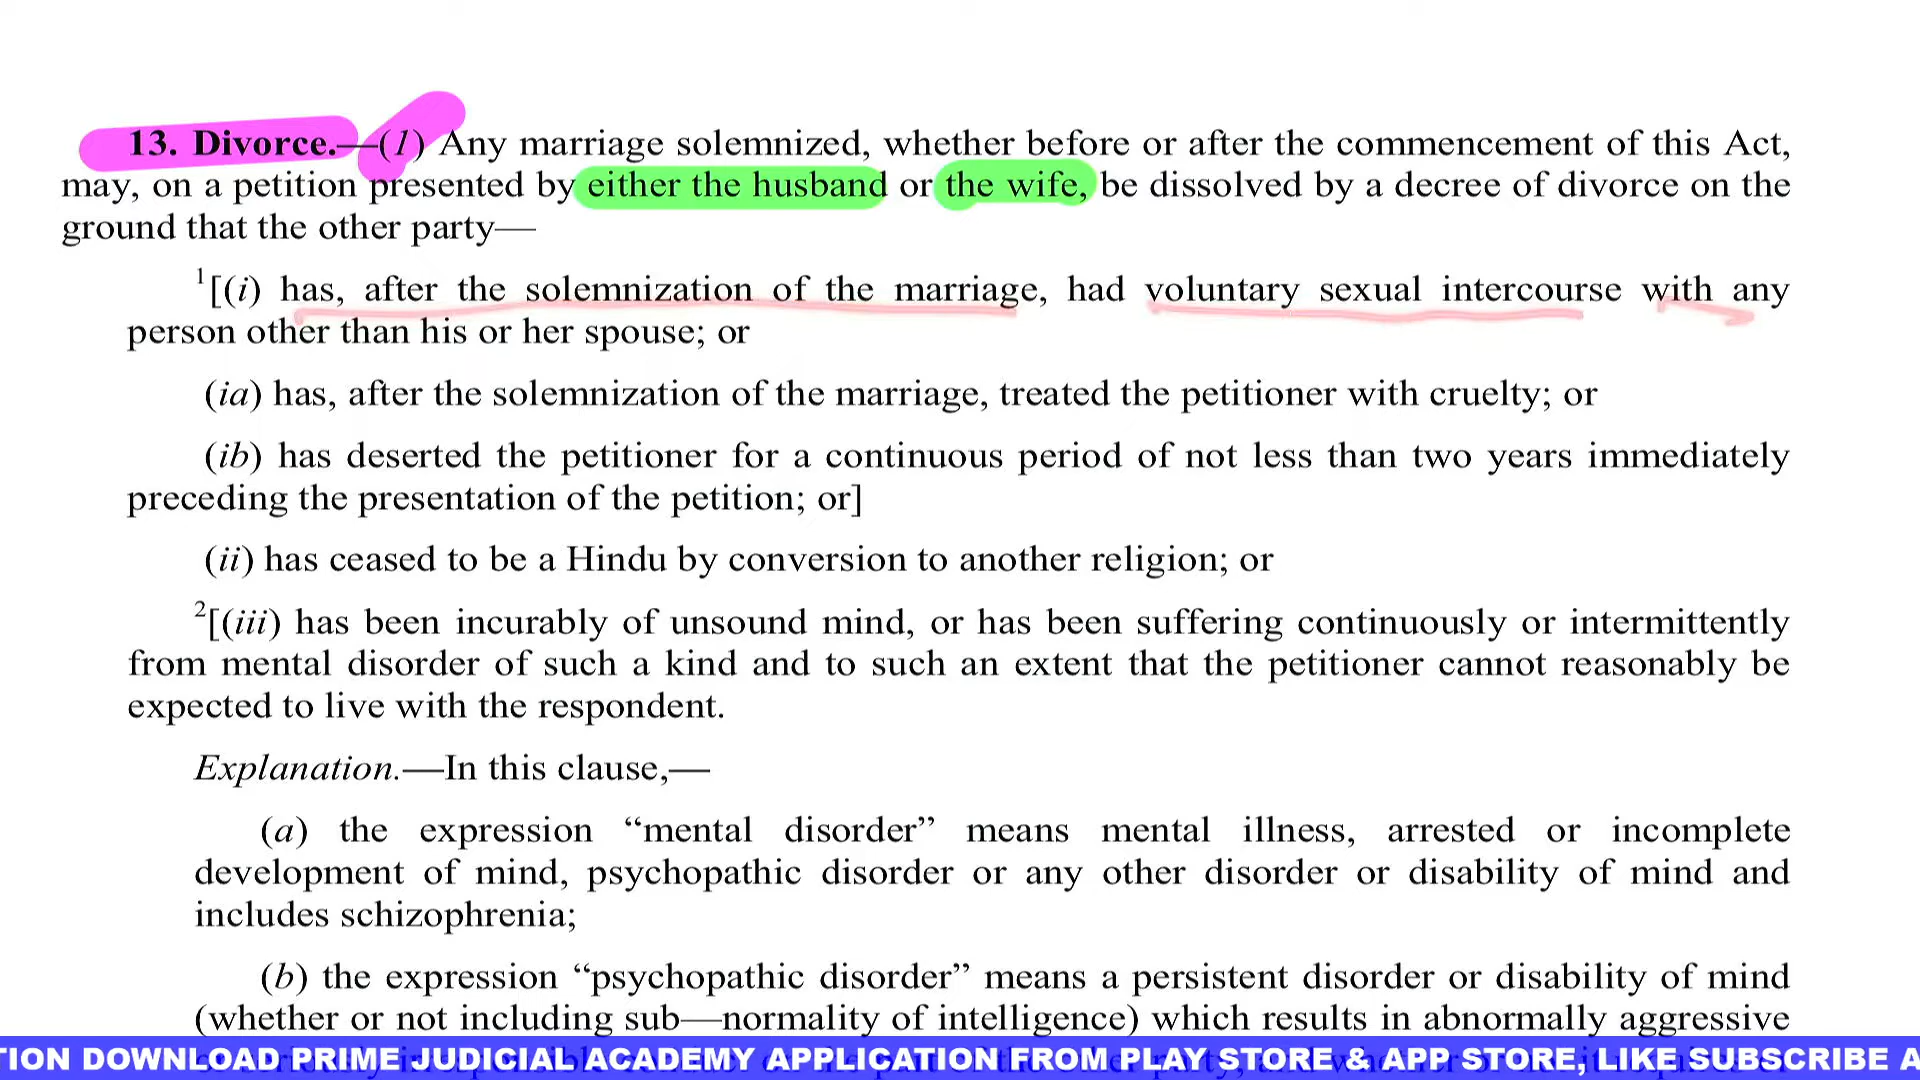 13. Divorce.—(1) Any marriage solemnized, whether before or after the commencement of this Act,
may, on a petition presented by either the husband or the wife, be dissolved by a decree of divorce on the
ground that the other party—
1[(i) has, after the solemnization of the marriage, had voluntary sexual intercourse with any
person other than his or her spouse; or
(ia) has, after the solemnization of the marriage, treated the petitioner with cruelty; or
(ib) has deserted the petitioner for a continuous period of not less than two years immediately
preceding the presentation of the petition; or]
(ii) has ceased to be a Hindu by conversion to another religion; or
2[(iii) has been incurably of unsound mind, or has been suffering continuously or intermittently
from mental disorder of such a kind and to such an extent that the petitioner cannot reasonably be
expected to live with the respondent.
Explanation.—In this clause,—
(a) the expression “mental disorder” means mental illness, arrested or incomplete
development of mind, psychopathic disorder or any other disorder or disability of mind and
includes schizophrenia;
(b) the expression “psychopathic disorder” means a persistent disorder or disability of mind
(whether or not including sub—normality of intelligence) which results in abnormally aggressive
TION DOWNLOAD PRIME JUDICIAL ACADEMY APPLICATION FROM PLAY STORE & APP STORE, LIKE SUBSCRIBE A